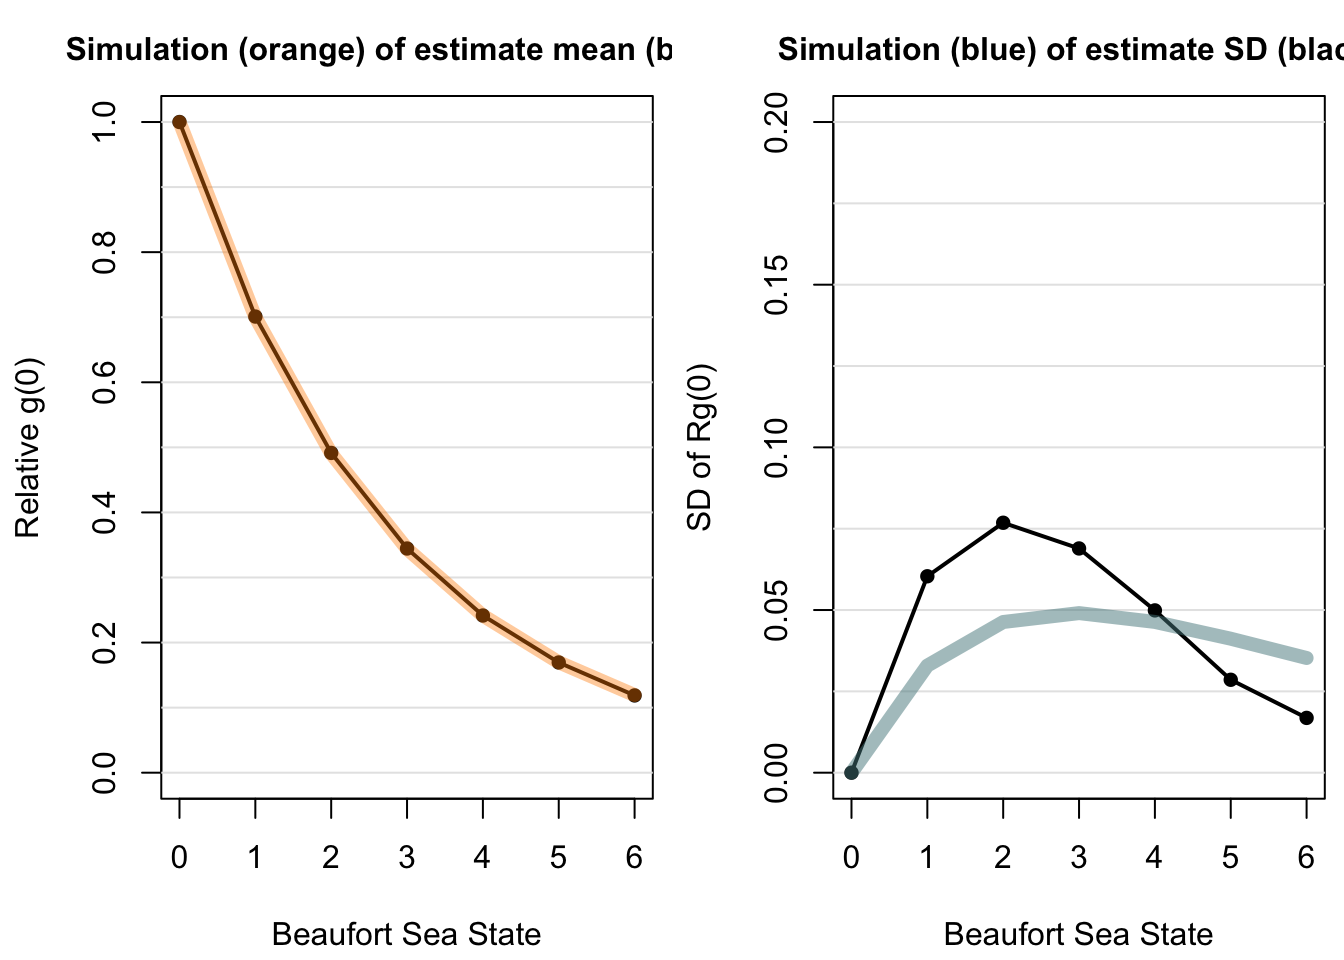 Simulation (orange) of estimate mean (b
Relative g(0)
1.0
0.8
0.6
0.4
0.2
0.0
0 1 2 3 4 5 6
Beaufort Sea State
Simulation (blue) of estimate SD (blac
SD of Rg(0)
0.20
0.15
0.10
0.05
0.00
0 1 2 3 4 5 6
Beaufort Sea State